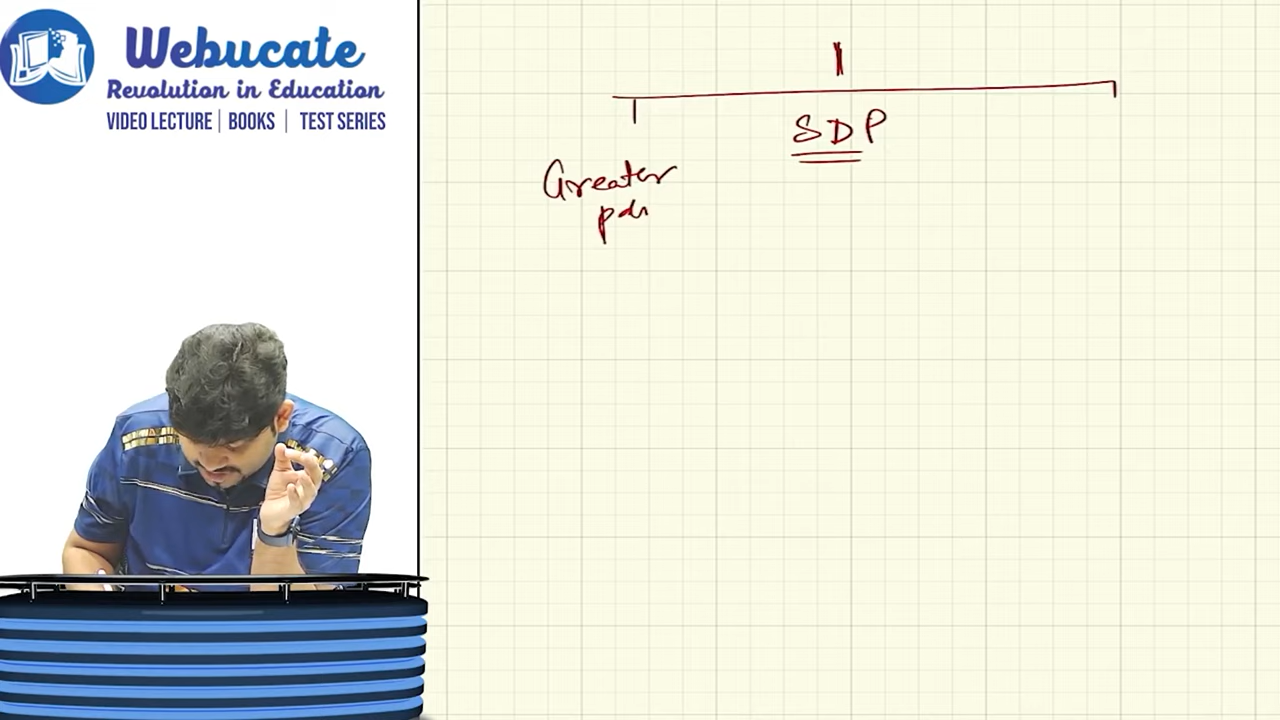 Webucate
Revolution in Education
VIDEO LECTURE | BOOKS | TEST SERIES
SDP
Greater